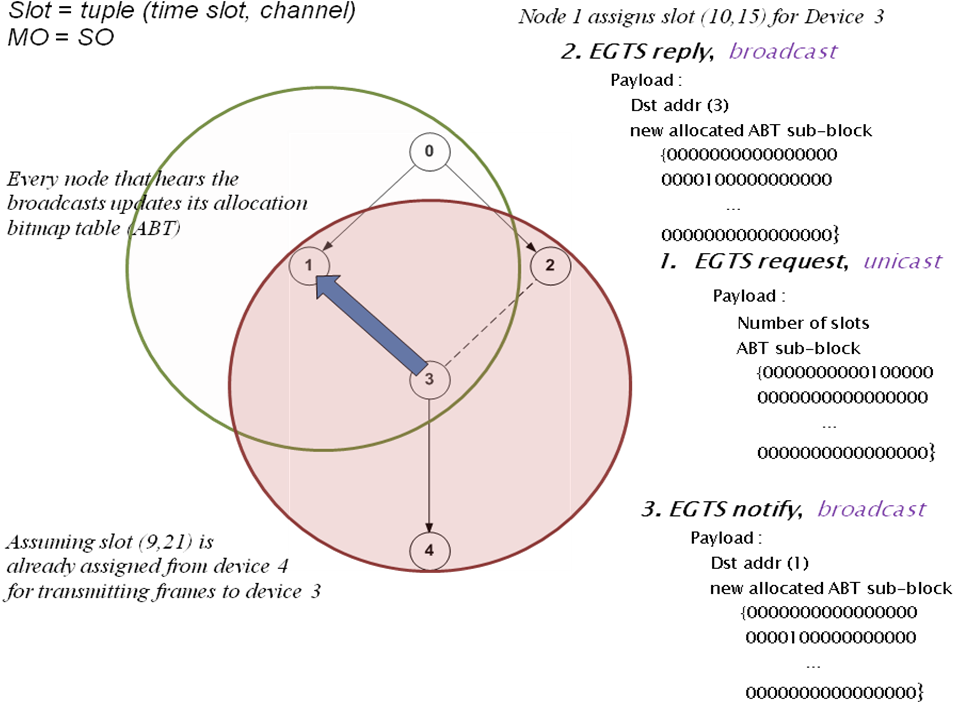 Slot = tuple (time slot, channel)
MO = SO
Node 1 assigns slot (10,15) for Device 3
2. EGTS reply, broadcast
Payload :
Dst addr (3)
new allocated ABT sub-block
{0000000000000000
0000100000000000
...
0000000000000000}
0
Every node that hears the
broadcasts updates its allocation
bitmap table (ABT)
1
2
3
4
1. EGTS request, unicast
Payload :
Number of slots
ABT sub-block
{0000000000100000
0000000000000000
...
0000000000000000}
3. EGTS notify, broadcast
Payload :
Dst addr (1)
new allocated ABT sub-block
{0000000000000000
0000100000000000
...
0000000000000000}
Assuming slot (9,21) is
already assigned from device 4
for transmitting frames to device 3